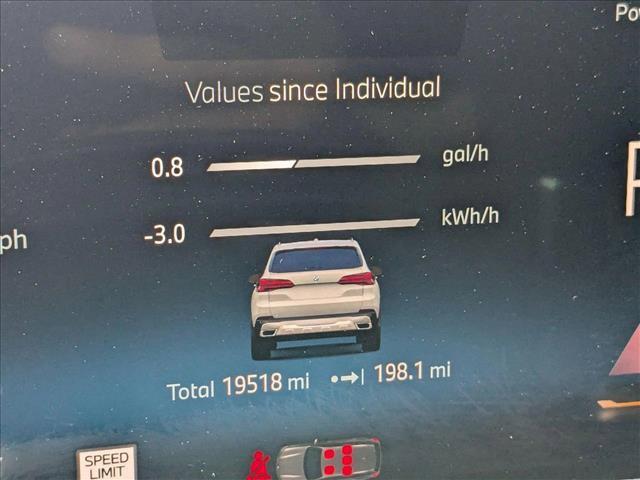 Values since Individual
0.8 gal/h
-3.0 kWh/h
ph
Total 19518 mi 198.1 mi
SPEED
LIMIT